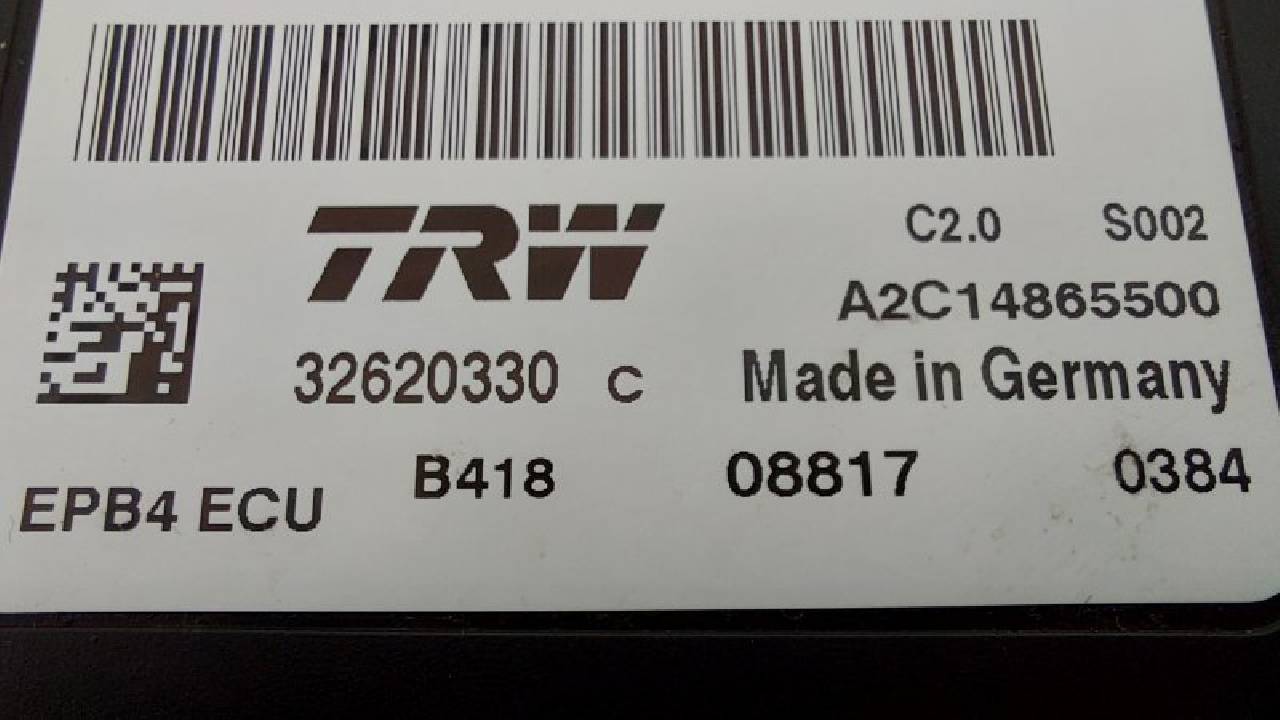 TRW C2.0 S002
A2C14865500
32620330 C Made in Germany
EPB4 ECU B418 08817 0384